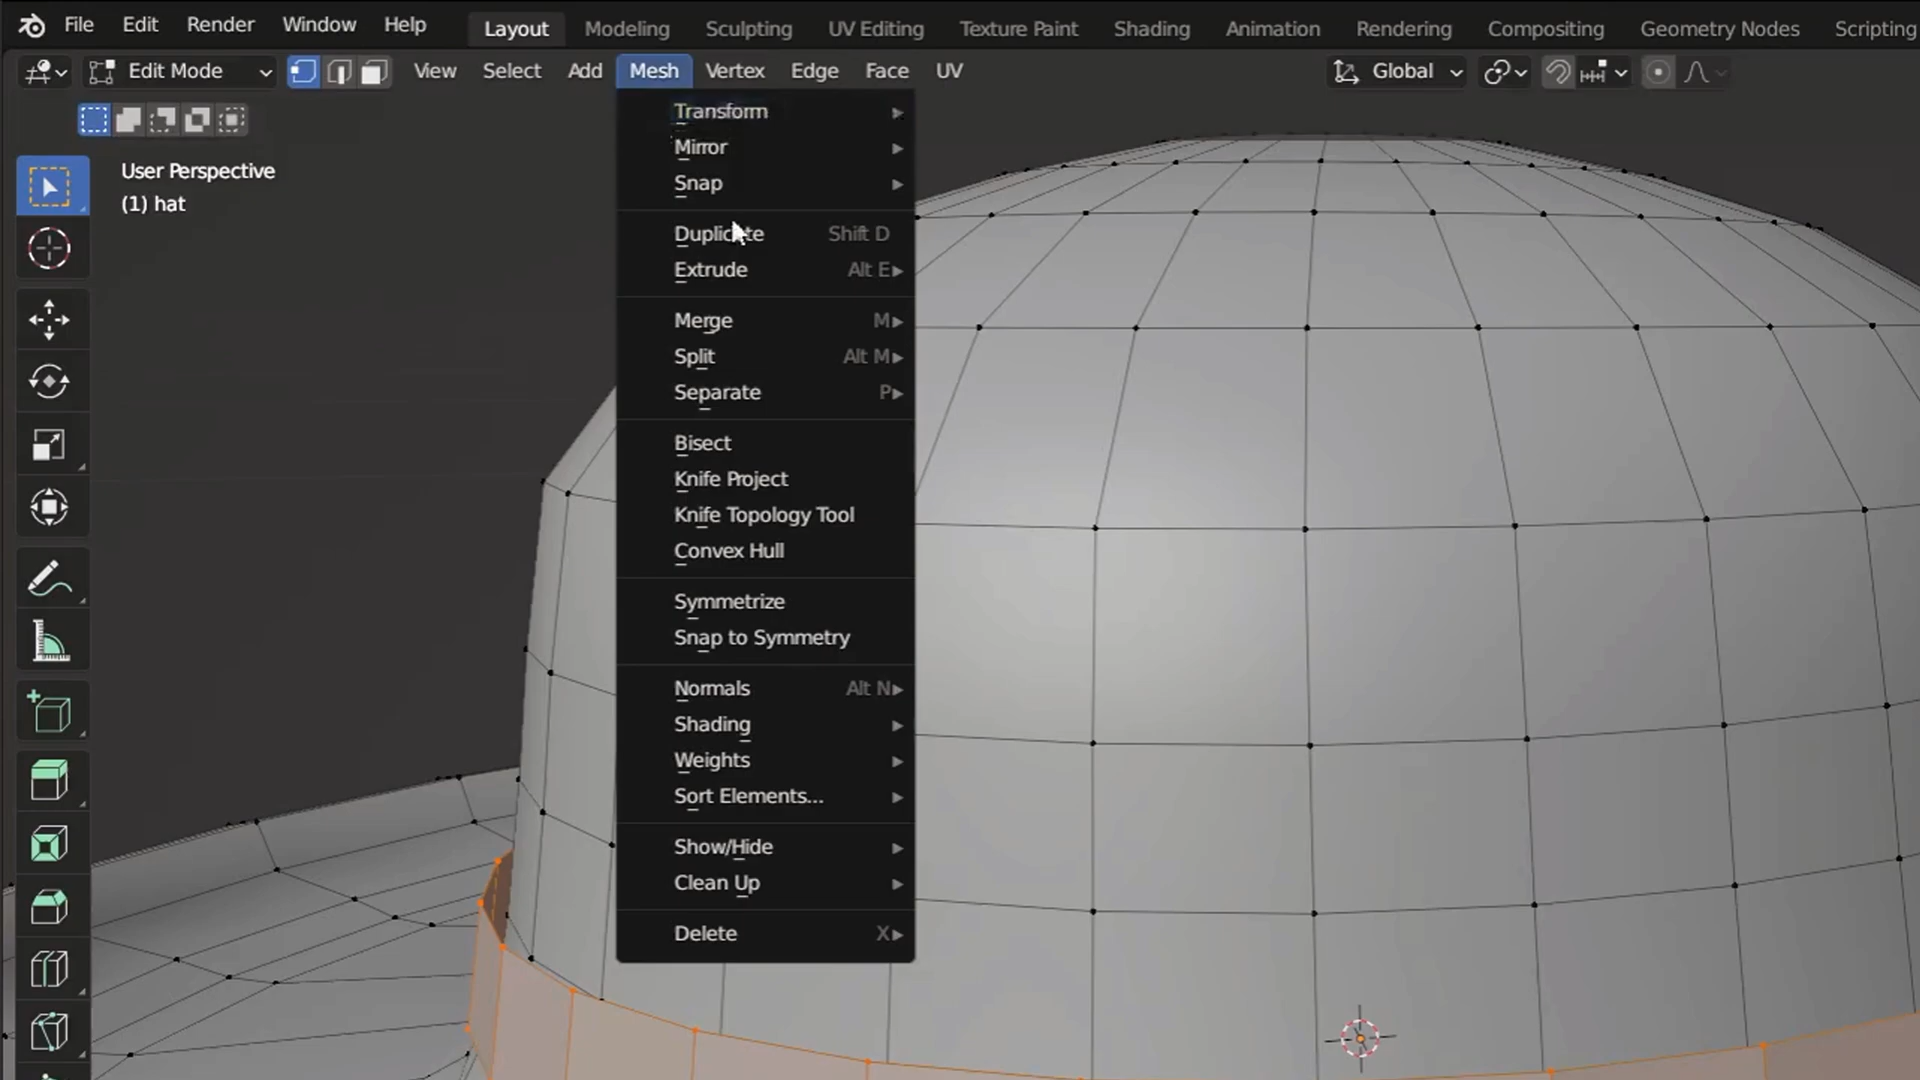 File Edit Render Window Help Layout Modeling Sculpting UV Editing Texture Paint Shading Animation Rendering Compositing Geometry Nodes Scripting
Edit Mode View Select Add Mesh Vertex Edge Face UV Global
User Perspective
(1) hat
Transform
Mirror
Snap
Duplicate Shift D
Extrude Alt E
Merge M
Split Alt M
Separate P
Bisect
Knife Project
Knife Topology Tool
Convex Hull
Symmetrize
Snap to Symmetry
Normals Alt N
Shading
Weights
Sort Elements...
Show/Hide
Clean Up
Delete X